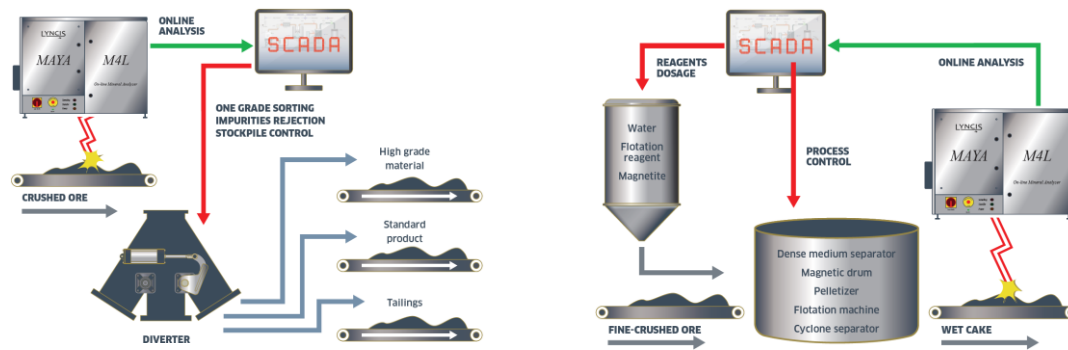 ONLINE
ANALYSIS
LYNCIS
MAYA
M4L
On-line Mineral Analyzer
SCADA
ONE GRADE SORTING
IMPURITIES REJECTION
STOCKPILE CONTROL
CRUSHED ORE
High grade
material
Standard
product
Tailings
DIVERTER
SCADA
REAGENTS
DOSAGE
ONLINE ANALYSIS
Water
Flotation
reagent
Magnetite
PROCESS
CONTROL
LYNCIS
MAYA
M4L
On-line Mineral Analyzer
Dense medium separator
Magnetic drum
Pelletizer
Flotation machine
Cyclone separator
FINE-CRUSHED ORE
WET CAKE